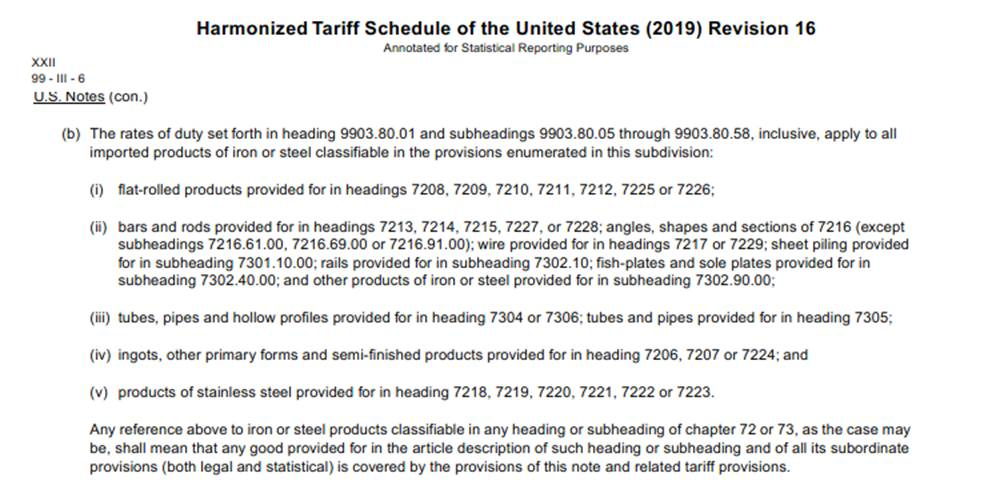 Harmonized Tariff Schedule of the United States (2019) Revision 16
Annotated for Statistical Reporting Purposes
XXII
99 - III - 6
U.S. Notes (con.)
(b) The rates of duty set forth in heading 9903.80.01 and subheadings 9903.80.05 through 9903.80.58, inclusive, apply to all
imported products of iron or steel classifiable in the provisions enumerated in this subdivision:
(i) flat-rolled products provided for in headings 7208, 7209, 7210, 7211, 7212, 7225 or 7226;
(ii) bars and rods provided for in headings 7213, 7214, 7215, 7227, or 7228; angles, shapes and sections of 7216 (except
subheadings 7216.61.00, 7216.69.00 or 7216.91.00); wire provided for in headings 7217 or 7229; sheet piling provided
for in subheading 7301.10.00; rails provided for in subheading 7302.10; fish-plates and sole plates provided for in
subheading 7302.40.00; and other products of iron or steel provided for in subheading 7302.90.00;
(iii) tubes, pipes and hollow profiles provided for in heading 7304 or 7306; tubes and pipes provided for in heading 7305;
(iv) ingots, other primary forms and semi-finished products provided for in heading 7206, 7207 or 7224; and
(v) products of stainless steel provided for in heading 7218, 7219, 7220, 7221, 7222 or 7223.
Any reference above to iron or steel products classifiable in any heading or subheading of chapter 72 or 73, as the case may
be, shall mean that any good provided for in the article description of such heading or subheading and of all its subordinate
provisions (both legal and statistical) is covered by the provisions of this note and related tariff provisions.